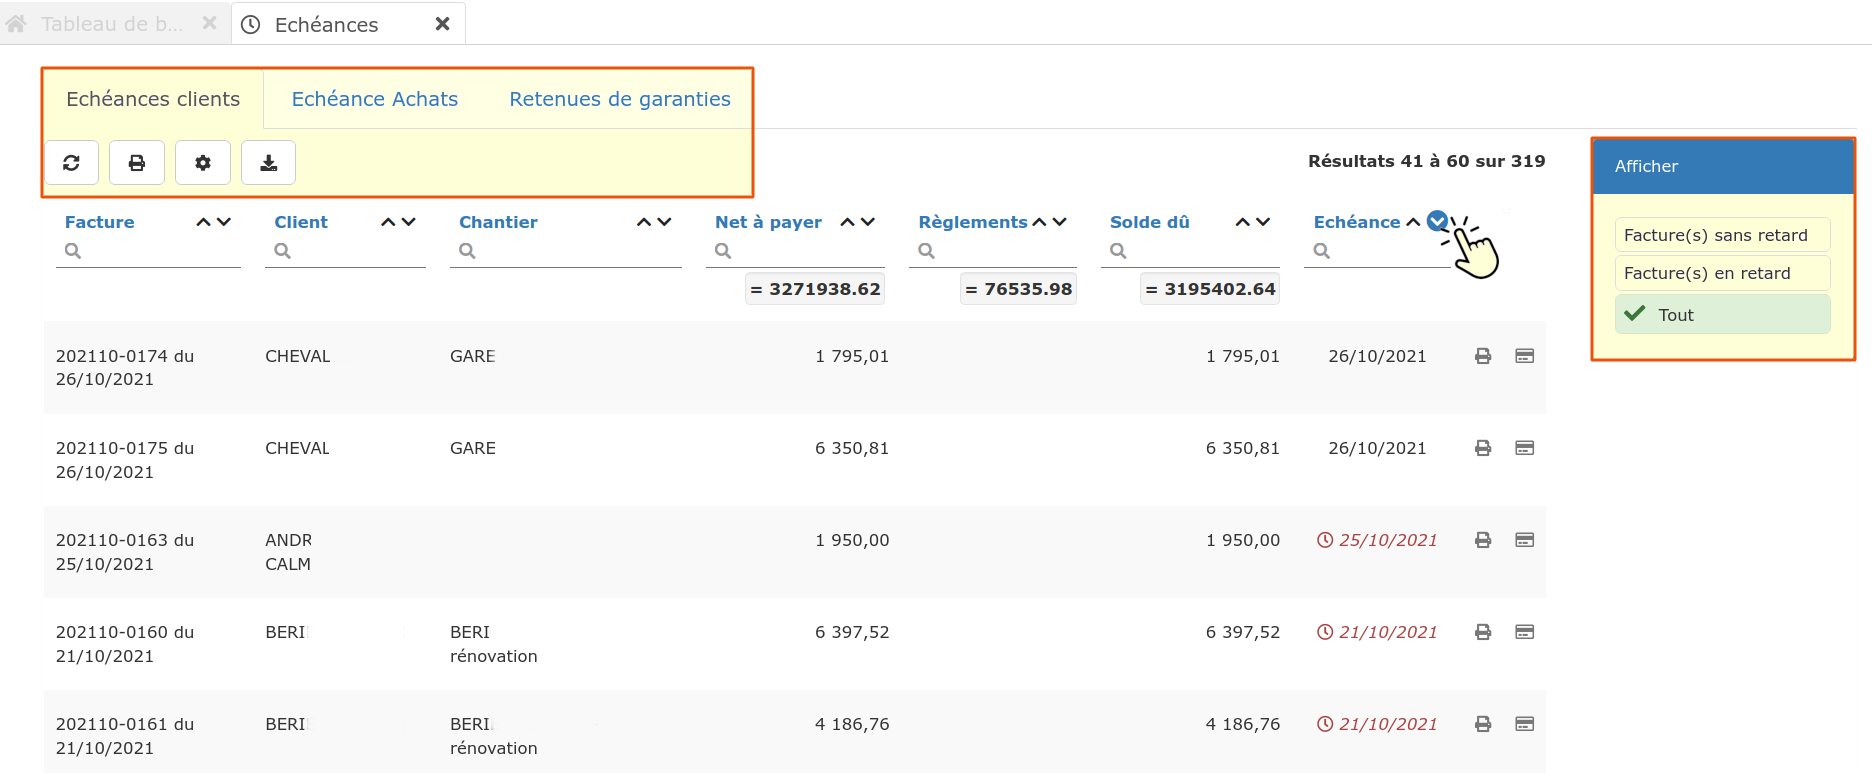 Tableau de b... Echéances
Echéances clients Echéance Achats Retenues de garanties
Résultats 41 à 60 sur 319
Afficher
Facture(s) sans retard
Facture(s) en retard
Tout
Facture Client Chantier Net à payer Règlements Solde dû Echéance
= 3271938.62 = 76535.98 = 3195402.64
202110-0174 du CHEVAL GARE 1 795,01 1 795,01 26/10/2021
26/10/2021
202110-0175 du CHEVAL GARE 6 350,81 6 350,81 26/10/2021
26/10/2021
202110-0163 du ANDR 1 950,00 1 950,00 25/10/2021
25/10/2021 CALM
202110-0160 du BERI BERI 6 397,52 6 397,52 21/10/2021
21/10/2021 rénovation
202110-0161 du BERI BERI 4 186,76 4 186,76 21/10/2021
21/10/2021 rénovation